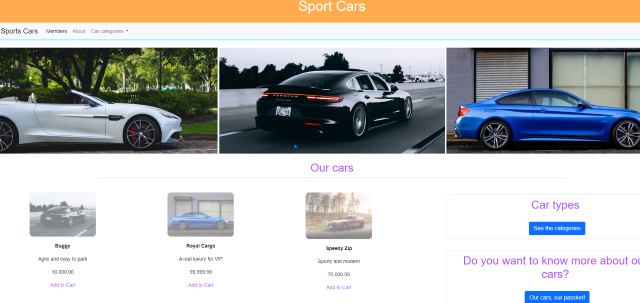 Sport Cars
Sports Cars Members About Car categories
Our cars
Buggy
Agile and easy to park
10,000.00
Add to Cart
Royal Cargo
A real luxury for VIP
99,999.99
Add to Cart
Speedy Zip
Sporty and modern
70,000.00
Add to Cart
Car types
See the categories
Do you want to know more about our
cars?
Our cars, our passion!